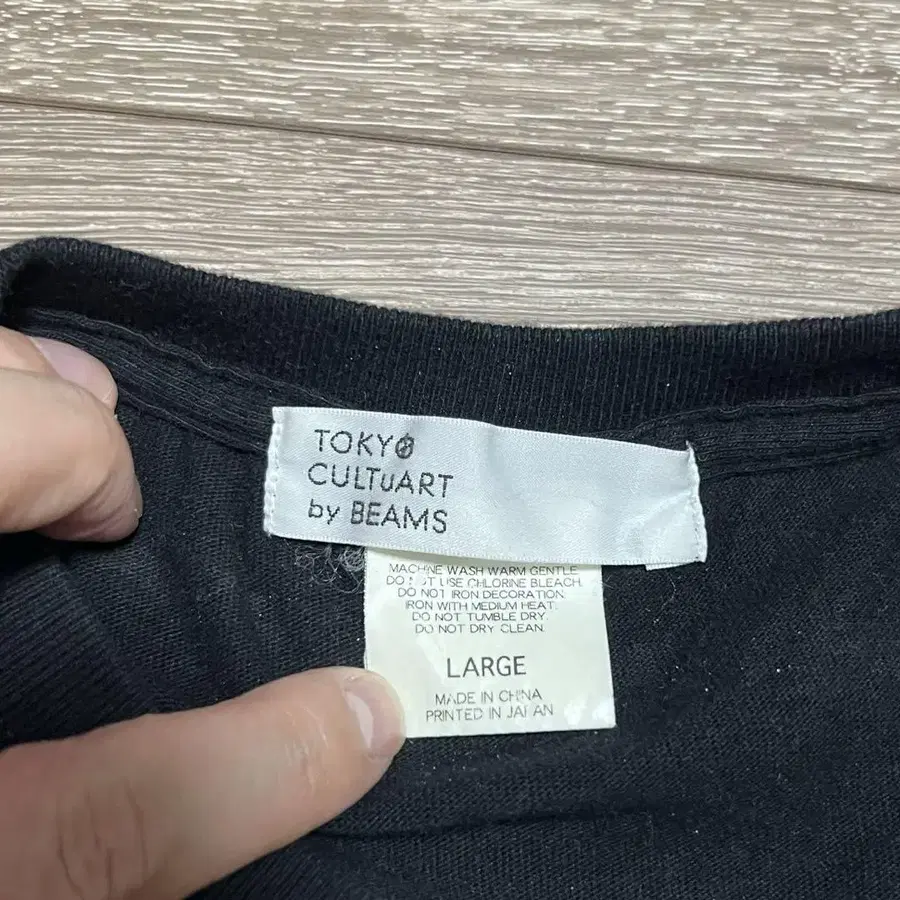 TOKYO
CULTuART
by BEAMS
MACHINE WASH WARM GENTLE
DO NOT USE CHLORINE BLEACH.
DO NOT IRON DECORATION.
IRON WITH MEDIUM HEAT.
DO NOT TUMBLE DRY.
DO NOT DRY CLEAN.
LARGE
MADE IN CHINA
PRINTED IN JAPAN